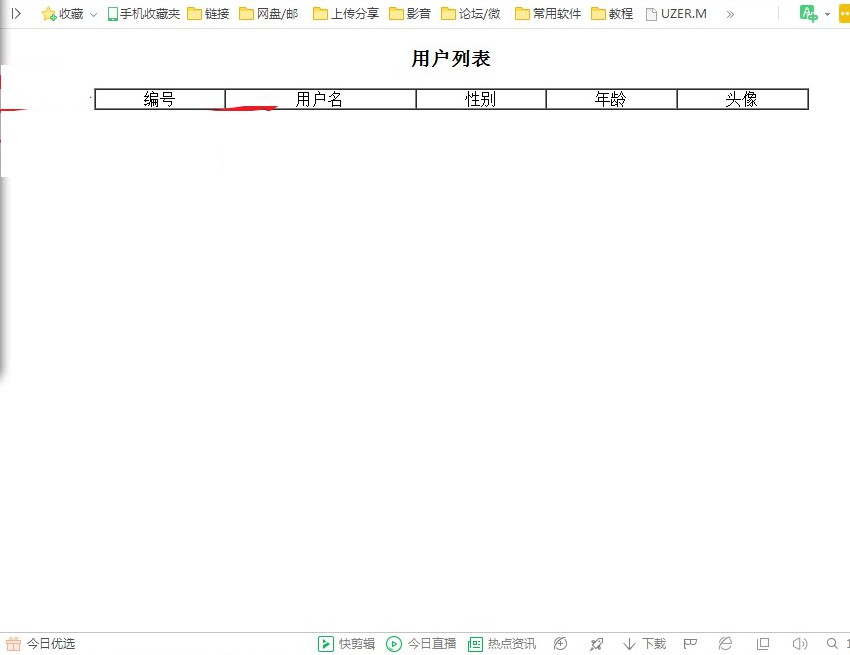 收藏 手机收藏夹 链接 网盘/邮 上传分享 影音 论坛/微 常用软件 教程 UZER.M
用户列表
编号 用户名 性别 年龄 头像
今日优选 快剪辑 今日直播 热点资讯 下载